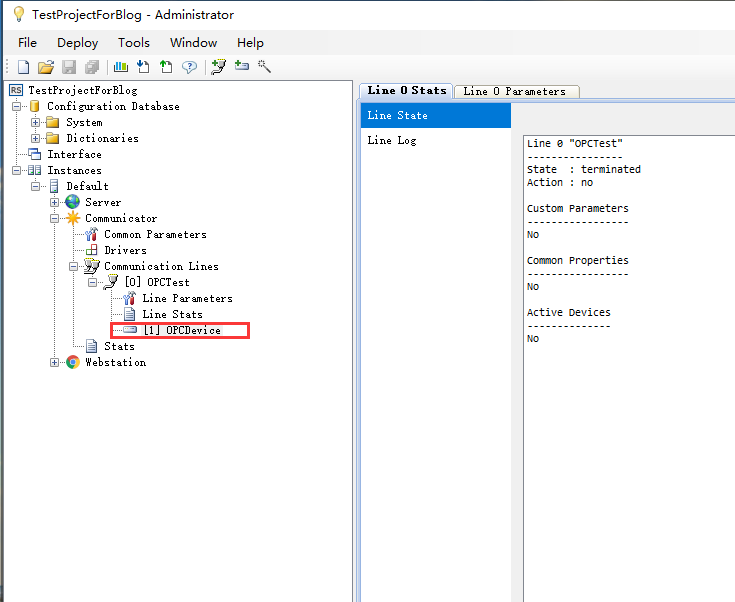 TestProjectForBlog - Administrator
File Deploy Tools Window Help
RS TestProjectForBlog
Configuration Database
System
Dictionaries
Interface
Instances
Default
Server
Communicator
Common Parameters
Drivers
Communication Lines
[0] OPCTest
Line Parameters
Line Stats
[1] OPCDevice
Stats
Webstation
Line 0 Stats Line 0 Parameters
Line State
Line Log
Line 0 "OPCTest"
----------------
State  : terminated
Action : no
Custom Parameters
-----------------
No
Common Properties
-----------------
No
Active Devices
--------------
No